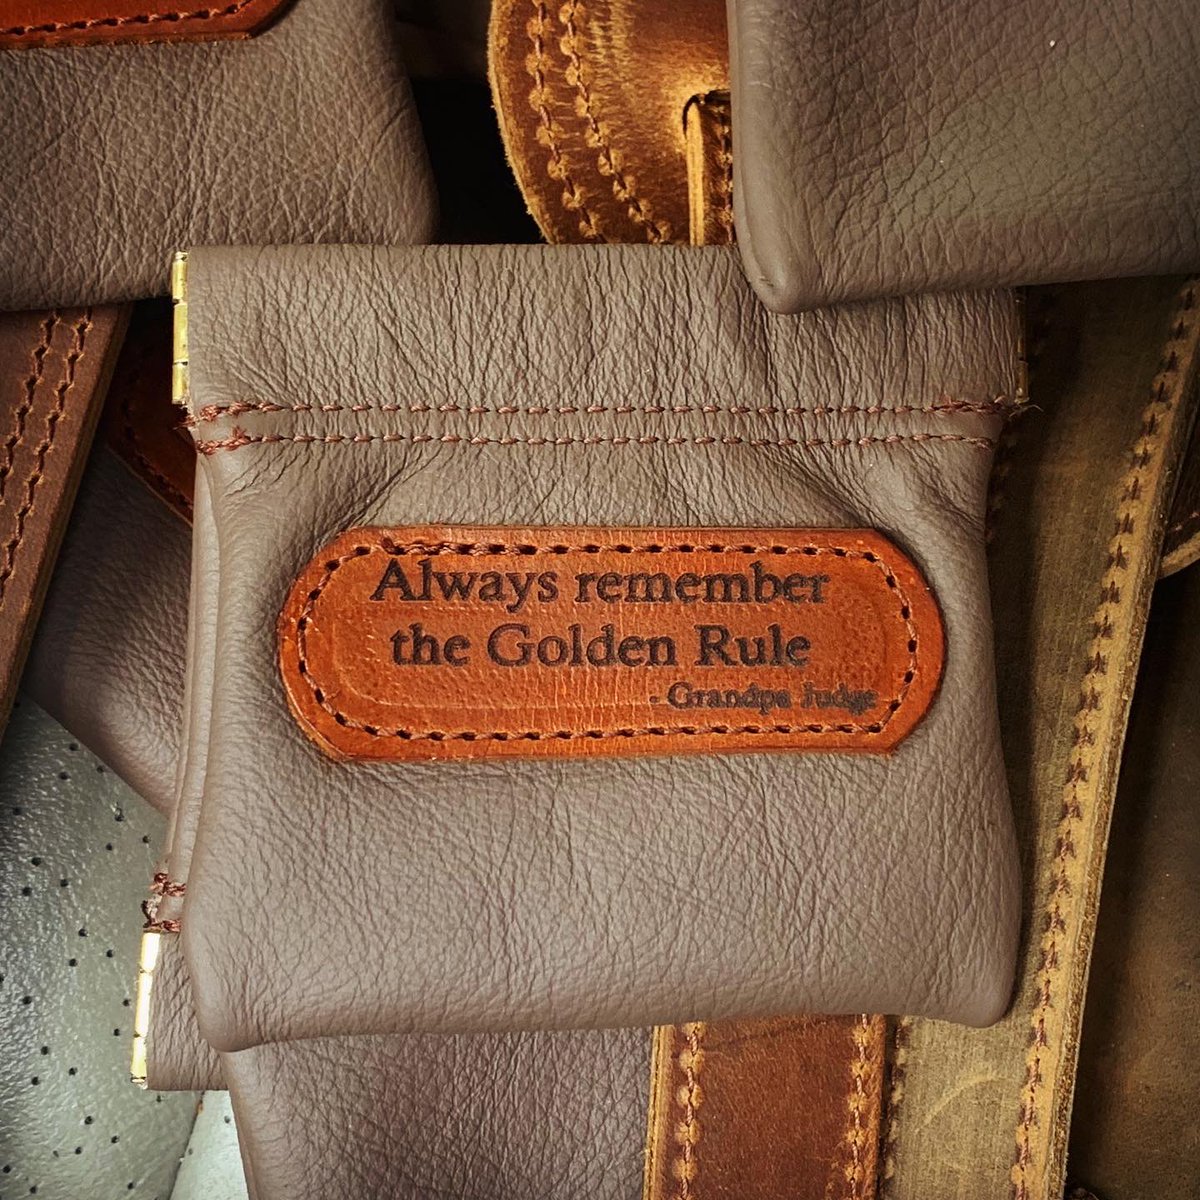 Always remember
the Golden Rule
- Grandpa Judge